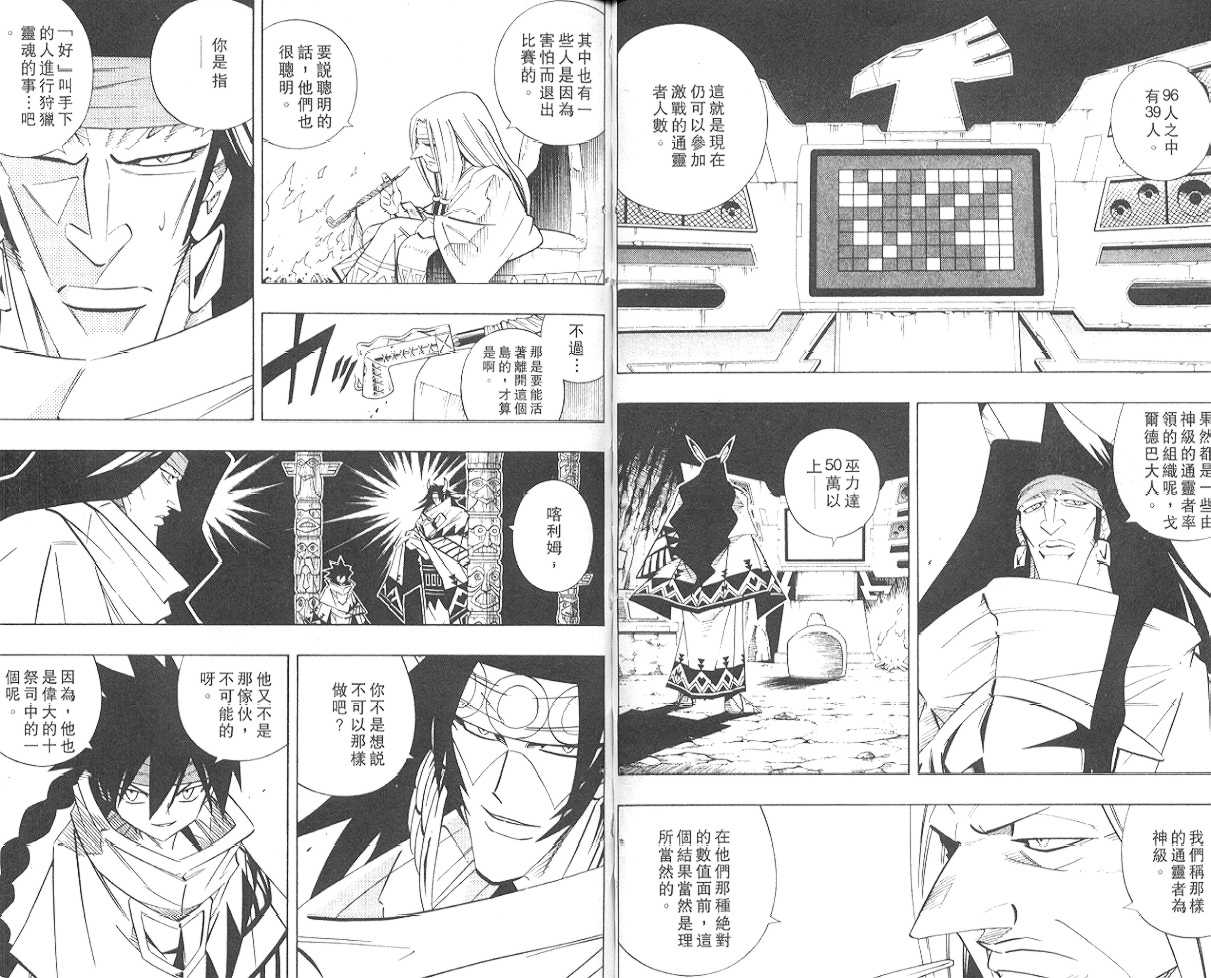 96人之中
有39人。
這就是現在
仍可以參加
激戰的通靈
者人數。
果然都是一些由
神級的通靈者率
領的組織呢，戈
爾德巴大人。
巫力達
50萬以
上——
我們稱那樣
的通靈者為
神級。
在他們那種絕對
的數值面前，這
個結果當然是理
所當然的。
其中也有一
些人是因為
害怕而退出
比賽的。
要說聰明的
話，他們也
很聰明。
你是指
——
『好』叫手下
的人進行狩獵
靈魂的事…吧
。
不過…
那是要能活
著離開這個
島的，才算
是啊。
喀利姆，
你不是想說
不可以那樣
做吧？
他又不是
那傢伙，
不可能的
呀。
因為，他也
是偉大的十
祭司中的一
個呢。